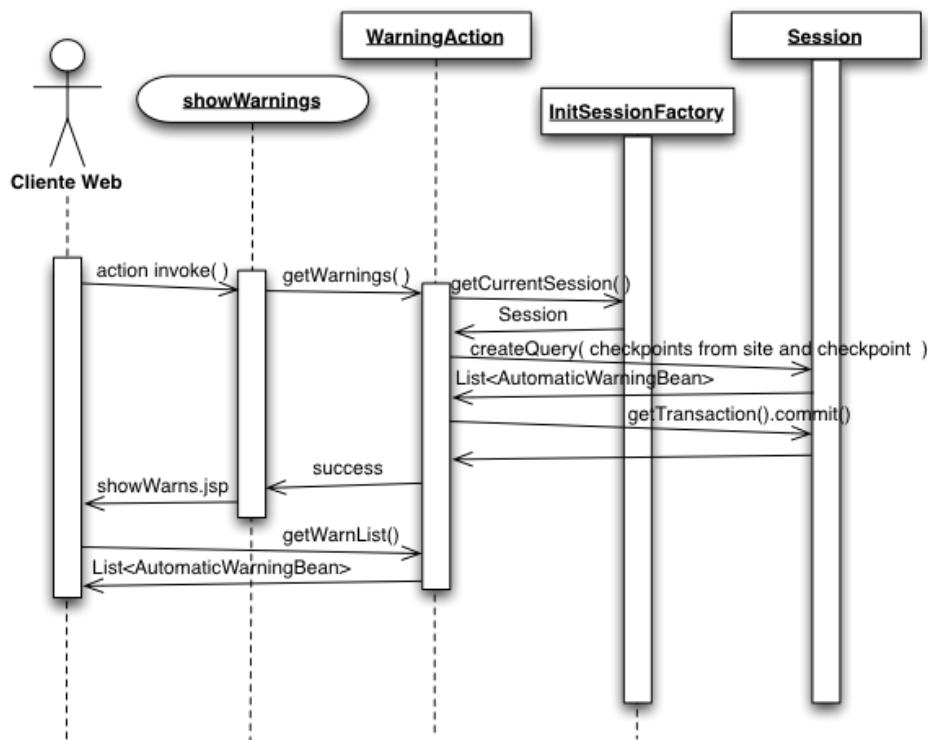 WarningAction
Session
showWarnings
InitSessionFactory
Cliente Web
action invoke( )
getWarnings( )
getCurrentSession( )
Session
createQuery( checkpoints from site and checkpoint )
List<AutomaticWarningBean>
getTransaction().commit()
success
showWarns.jsp
getWarnList()
List<AutomaticWarningBean>